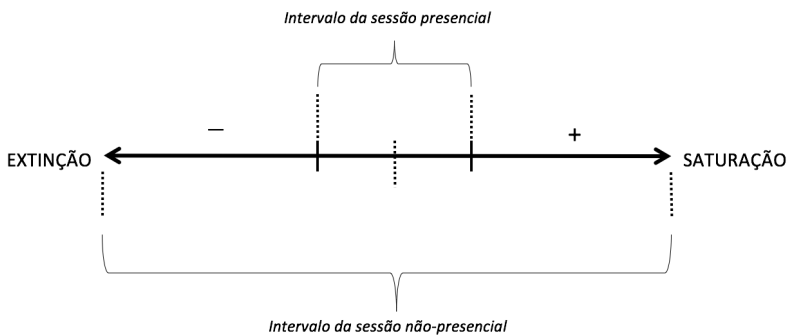 Intervalo da sessão presencial
— +
EXTINÇÃO SATURAÇÃO
Intervalo da sessão não-presencial